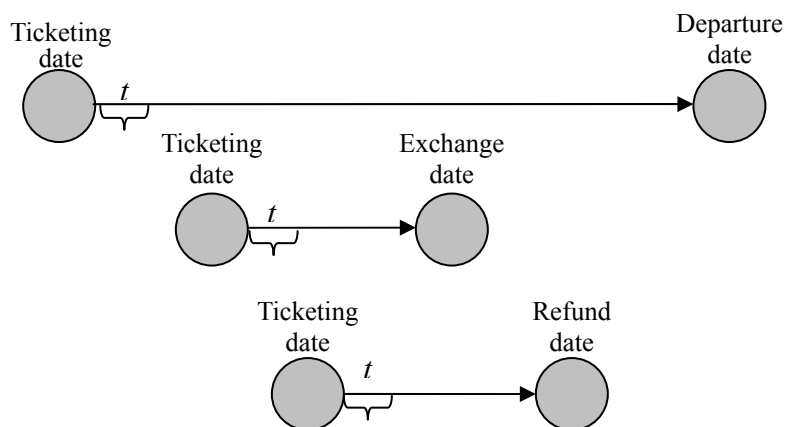 Ticketing
date
Departure
date
t
Ticketing
date
Exchange
date
t
Ticketing
date
Refund
date
t